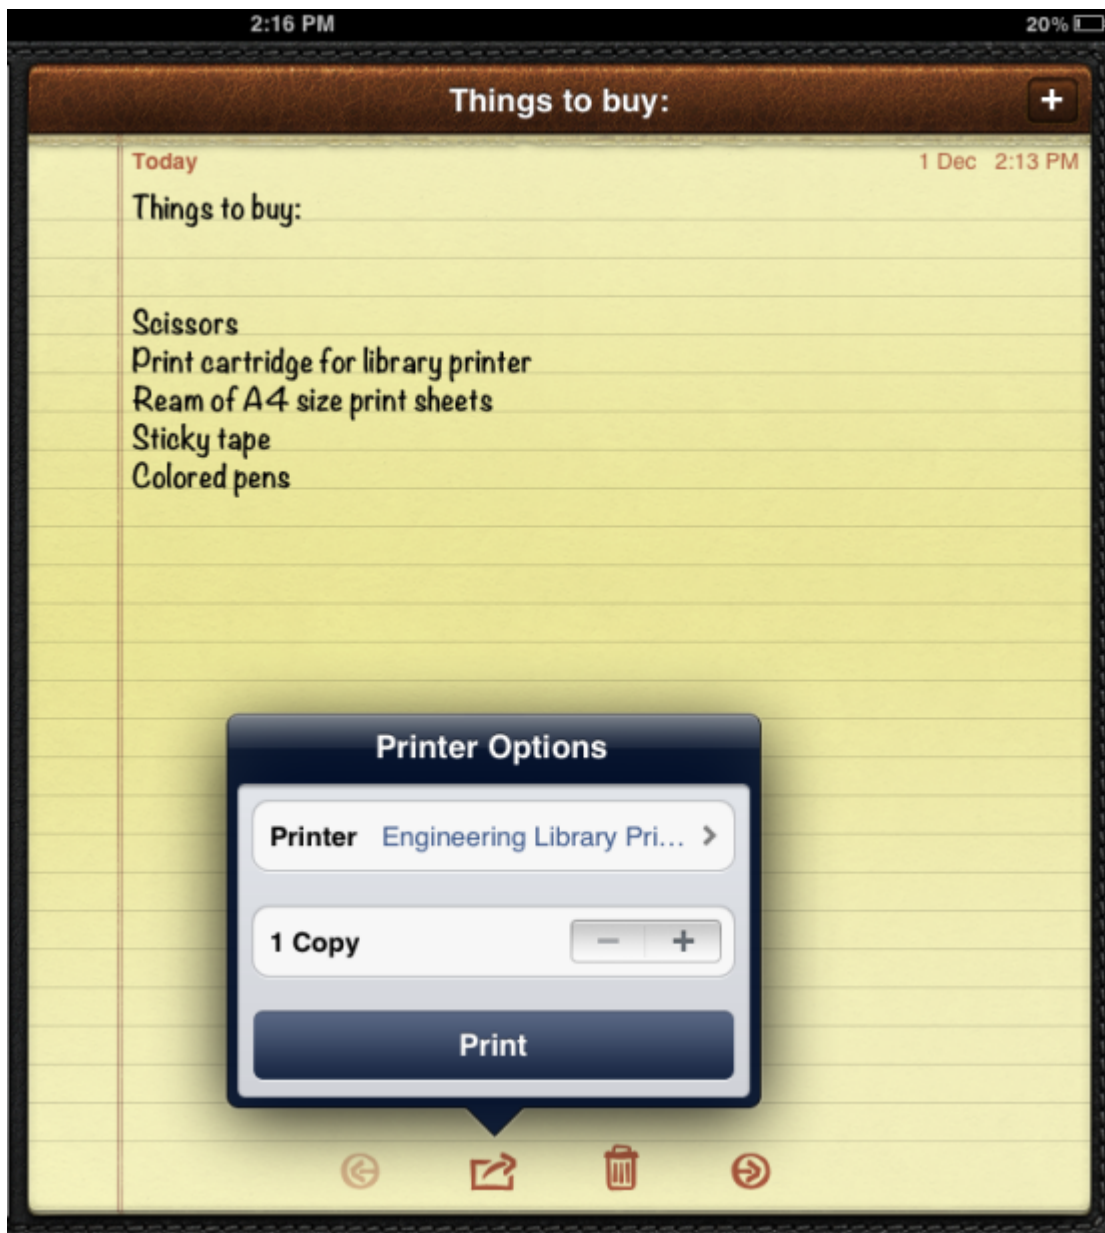 2:16 PM 20%
Things to buy: +
Today 1 Dec 2:13 PM
Things to buy:
Scissors
Print cartridge for library printer
Ream of A4 size print sheets
Sticky tape
Colored pens
Printer Options
Printer Engineering Library Pri...
1 Copy − +
Print